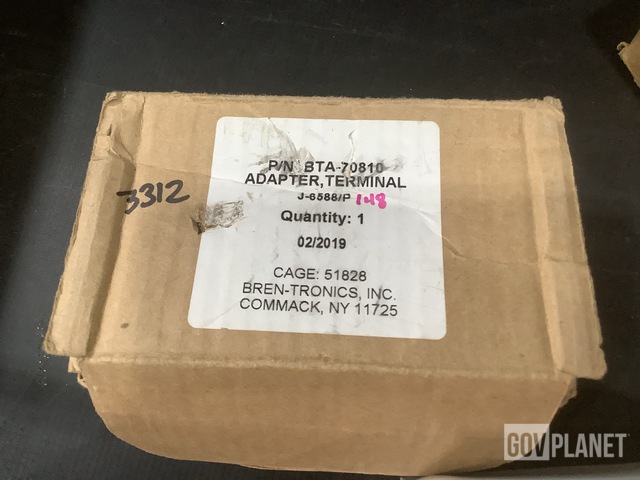 P/N BTA-70810
ADAPTER,TERMINAL
J-6588/P 148
Quantity: 1
02/2019
CAGE: 51828
BREN-TRONICS, INC.
COMMACK, NY 11725
3312
GOVPLANET